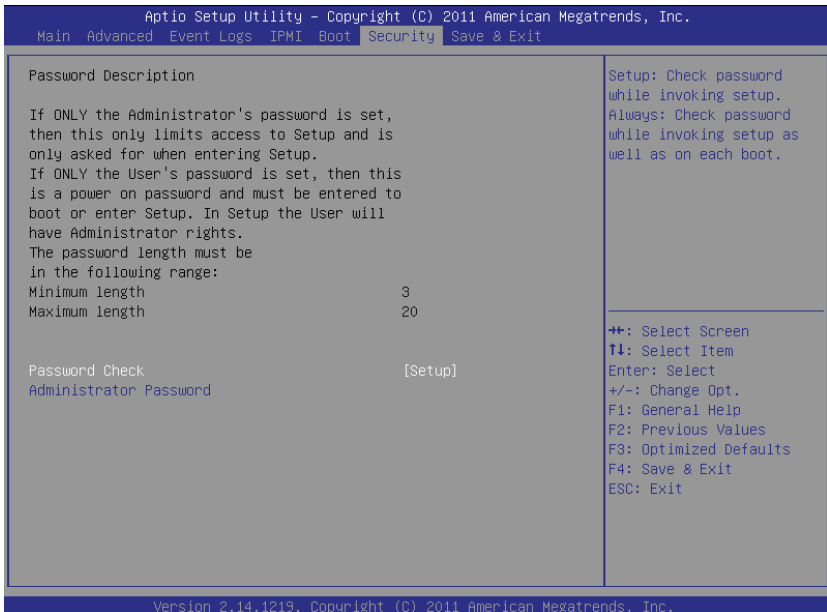 Aptio Setup Utility – Copyright (C) 2011 American Megatrends, Inc.
Main Advanced Event Logs IPMI Boot Security Save & Exit
Password Description
If ONLY the Administrator's password is set,
then this only limits access to Setup and is
only asked for when entering Setup.
If ONLY the User's password is set, then this
is a power on password and must be entered to
boot or enter Setup. In Setup the User will
have Administrator rights.
The password length must be
in the following range:
Minimum length 3
Maximum length 20
Password Check [Setup]
Administrator Password
Setup: Check password
while invoking setup.
Always: Check password
while invoking setup as
well as on each boot.
→←: Select Screen
↑↓: Select Item
Enter: Select
+/-: Change Opt.
F1: General Help
F2: Previous Values
F3: Optimized Defaults
F4: Save & Exit
ESC: Exit
Version 2.14.1219. Copyright (C) 2011 American Megatrends, Inc.